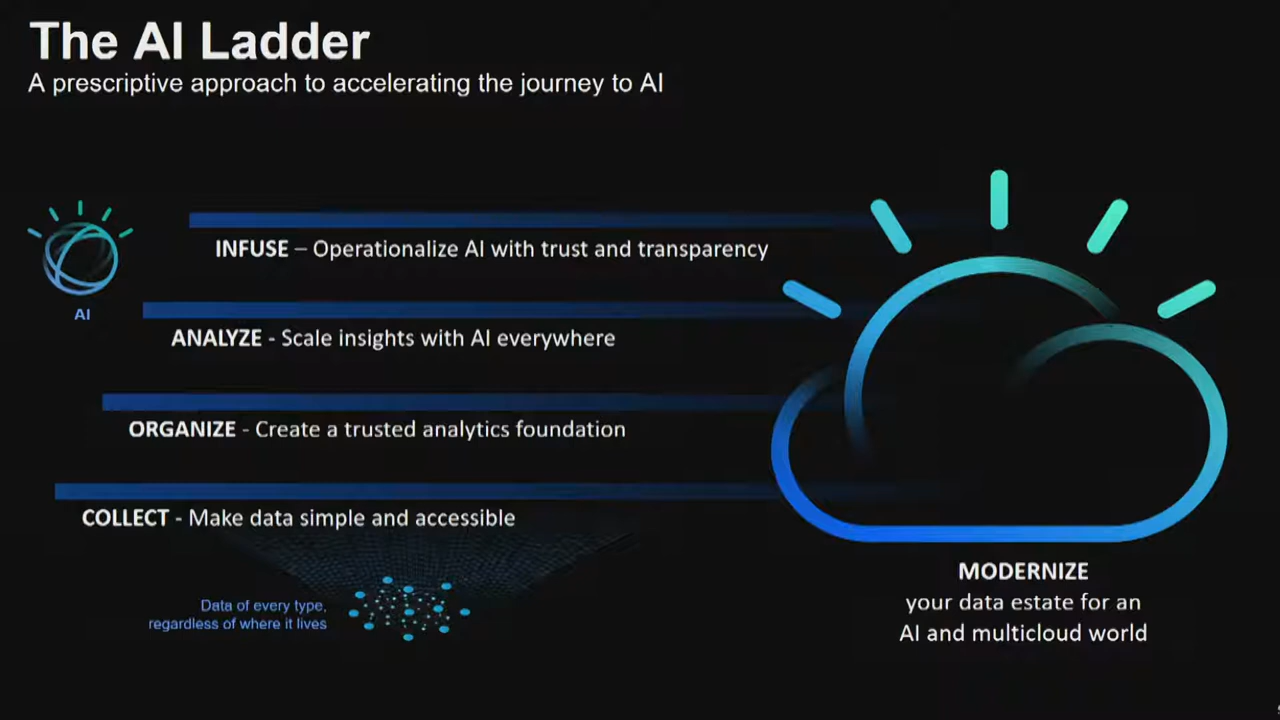 The AI Ladder
A prescriptive approach to accelerating the journey to AI
INFUSE – Operationalize AI with trust and transparency
AI
ANALYZE - Scale insights with AI everywhere
ORGANIZE - Create a trusted analytics foundation
COLLECT - Make data simple and accessible
Data of every type,
regardless of where it lives
MODERNIZE
your data estate for an
AI and multicloud world